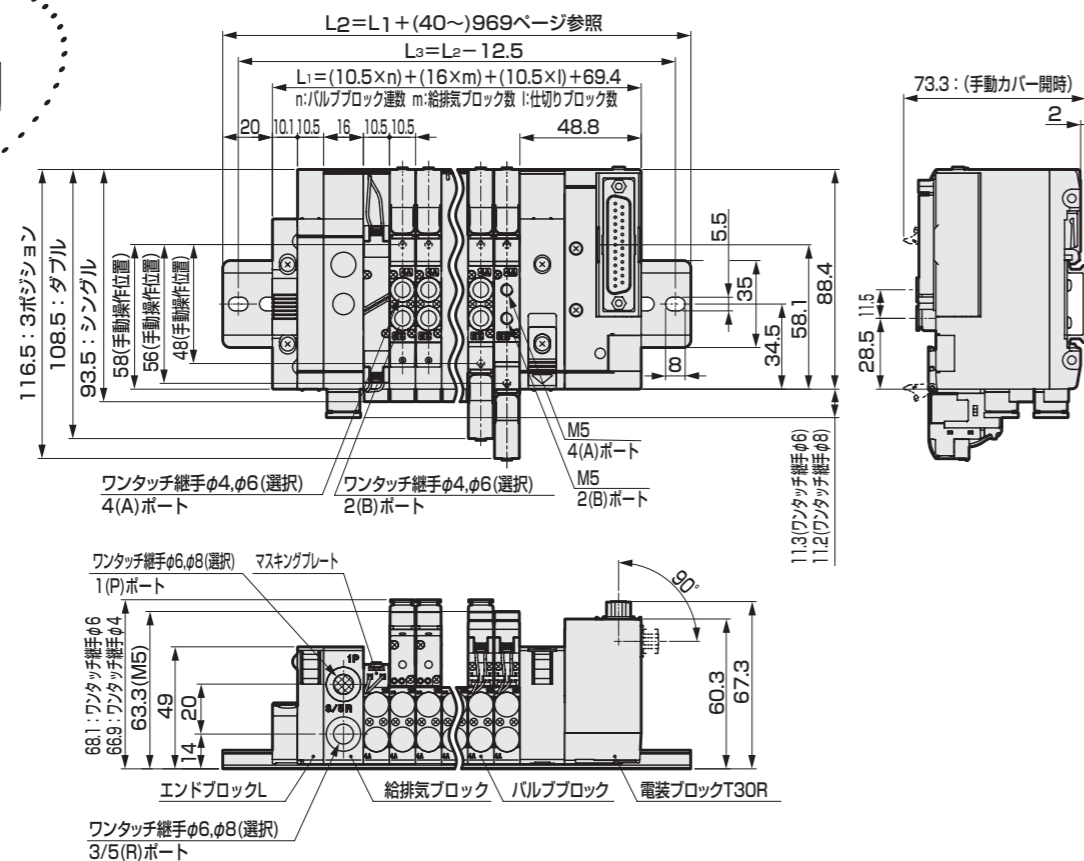 L2=L1+(40～)969ページ参照
L3=L2−12.5
L1=(10.5×n)+(16×m)+(10.5×l)+69.4
n:バルブブロック連数 m:給排気ブロック数 l:仕切りブロック数
20
10.1
10.5
16
10.5
10.5
48.8
73.3：(手動カバー開時)
2
116.5：3ポジション
108.5：ダブル
93.5：シングル
58(手動操作位置)
56(手動操作位置)
48(手動操作位置)
5.5
35
8
34.5
58.1
88.4
11.5
28.5
11.3(ワンタッチ継手φ6)
11.2(ワンタッチ継手φ8)
M5
4(A)ポート
M5
2(B)ポート
ワンタッチ継手φ4,φ6(選択)
4(A)ポート
ワンタッチ継手φ4,φ6(選択)
2(B)ポート
ワンタッチ継手φ6,φ8(選択)
1(P)ポート
マスキングプレート
90°
68.1：ワンタッチ継手φ6
66.9：ワンタッチ継手φ4
63.3(M5)
49
20
14
1P
3/5R
4A
4A
4A
4A
4A
60.3
67.3
エンドブロックL
給排気ブロック
バルブブロック
電装ブロックT30R
ワンタッチ継手φ6,φ8(選択)
3/5(R)ポート